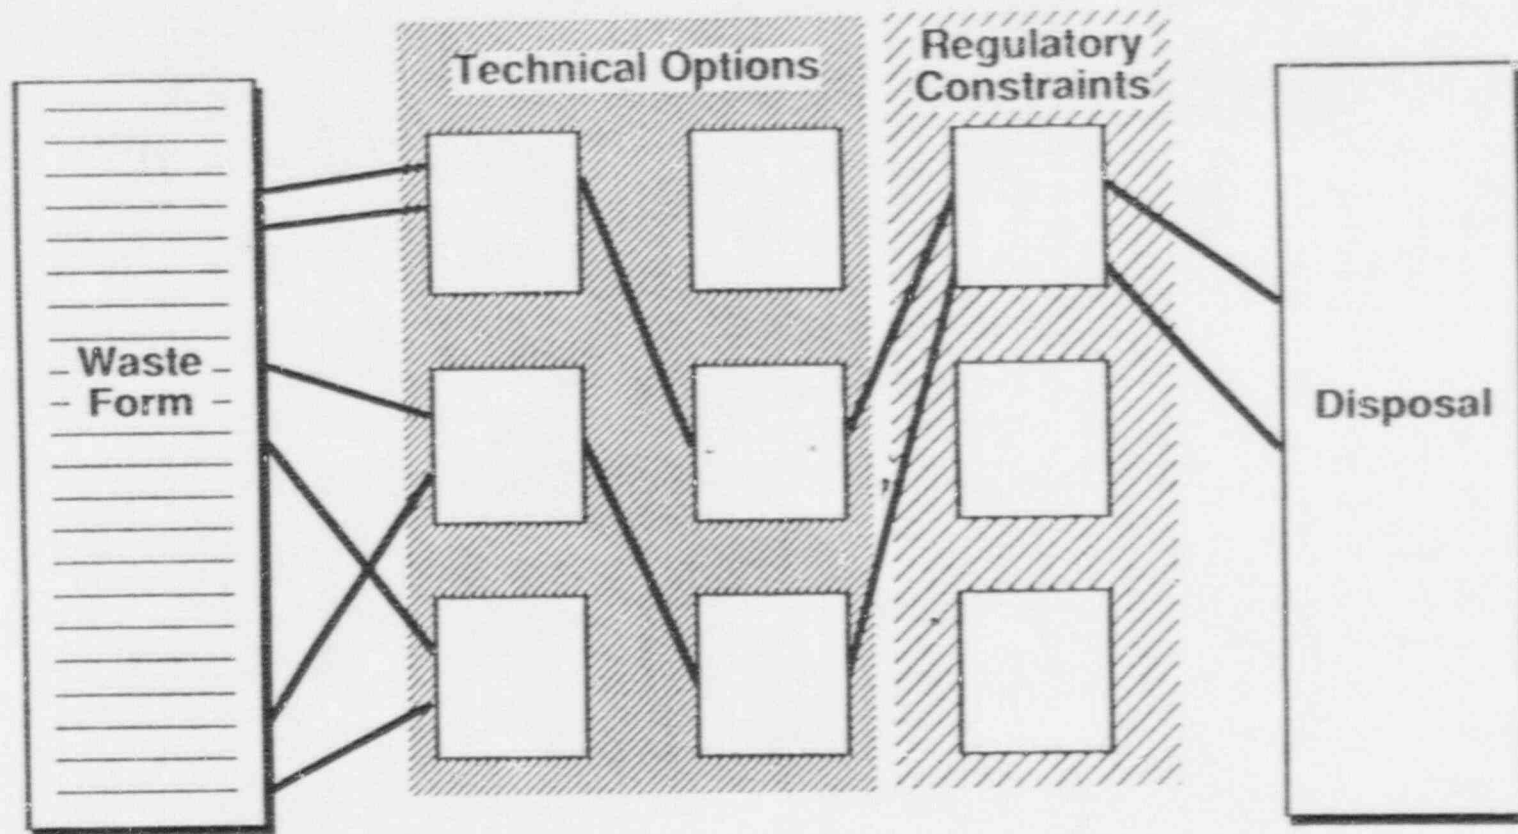 Technical Options
Regulatory
Constraints
Waste
Form
Disposal